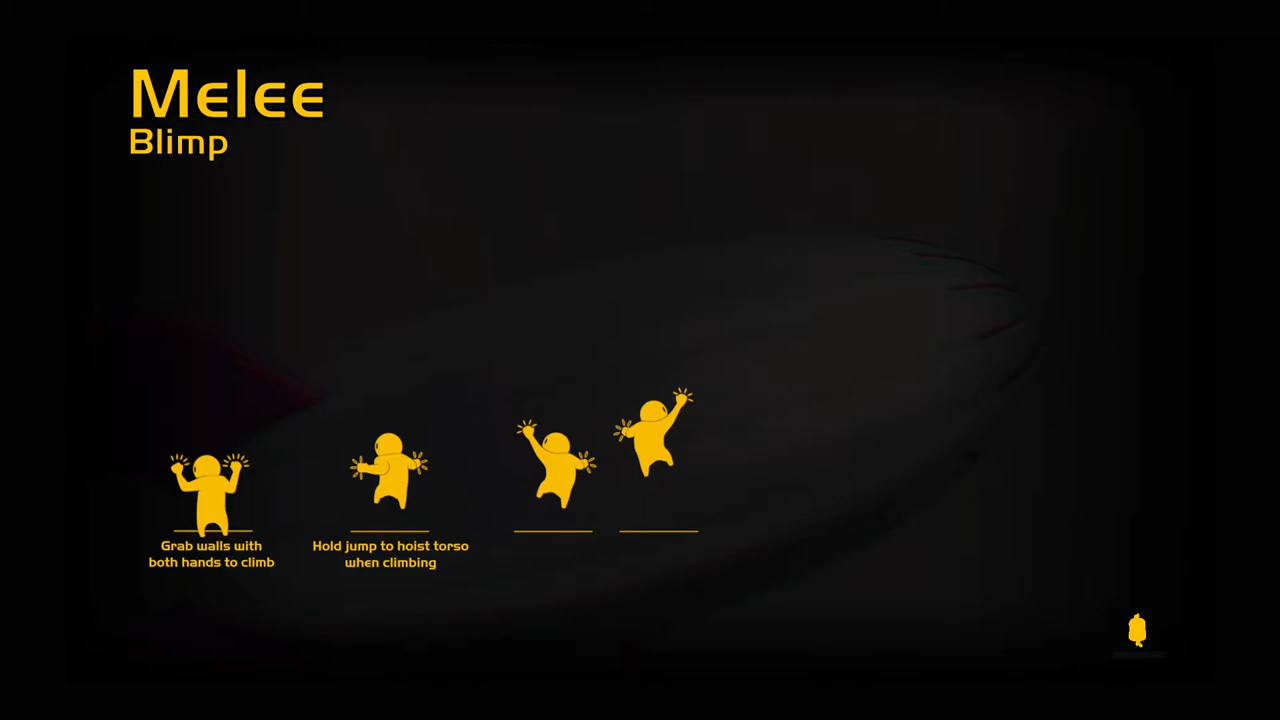 Melee
Blimp
Grab walls with
both hands to climb
Hold jump to hoist torso
when climbing